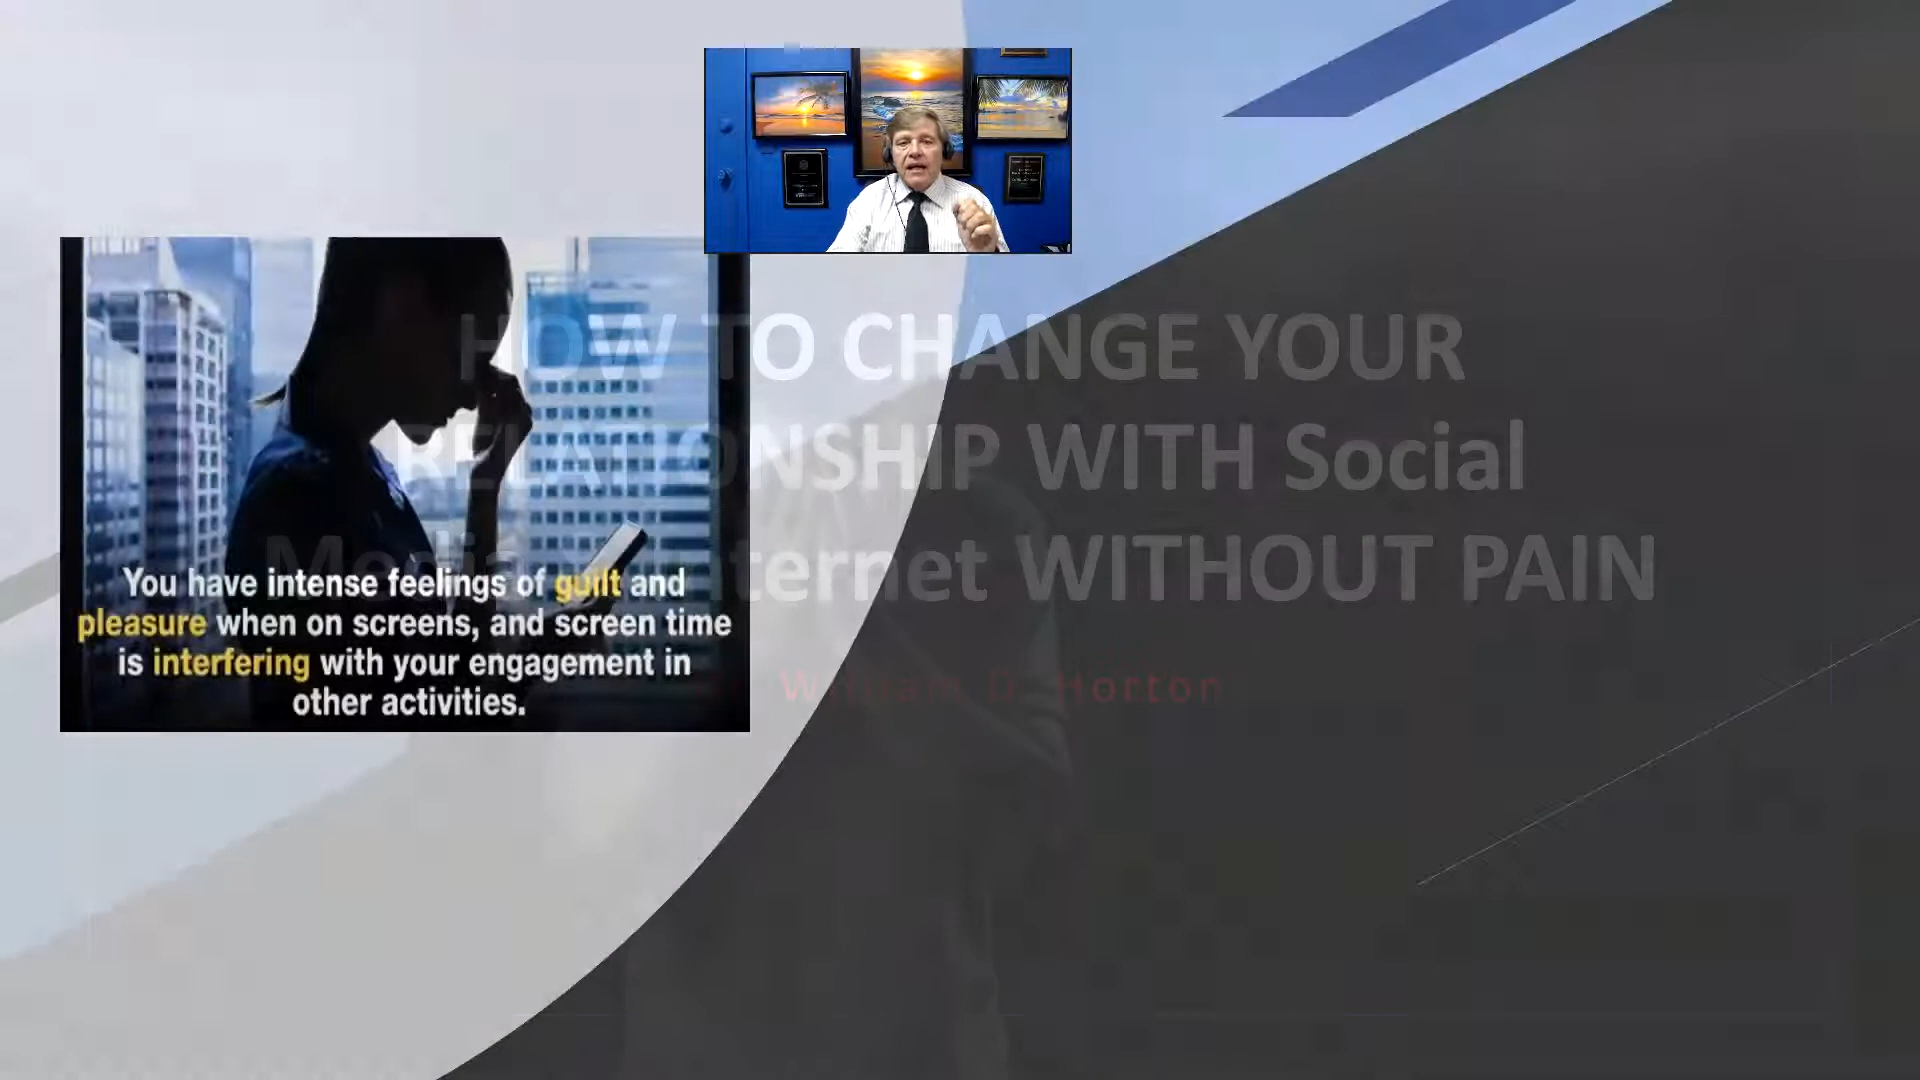 HOW TO CHANGE YOUR
RELATIONSHIP WITH Social
Media Internet WITHOUT PAIN
William D. Horton
You have intense feelings of guilt and
pleasure when on screens, and screen time
is interfering with your engagement in
other activities.